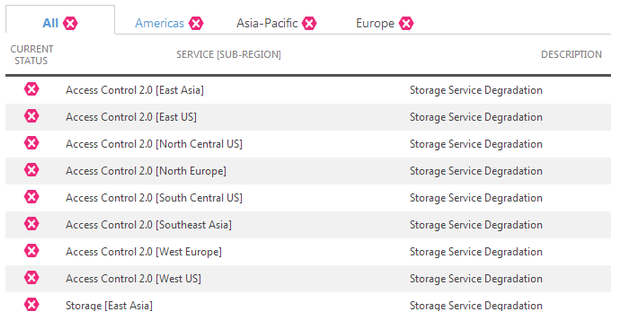 All Americas Asia-Pacific Europe
CURRENT STATUS SERVICE [SUB-REGION] DESCRIPTION
Access Control 2.0 [East Asia] Storage Service Degradation
Access Control 2.0 [East US] Storage Service Degradation
Access Control 2.0 [North Central US] Storage Service Degradation
Access Control 2.0 [North Europe] Storage Service Degradation
Access Control 2.0 [South Central US] Storage Service Degradation
Access Control 2.0 [Southeast Asia] Storage Service Degradation
Access Control 2.0 [West Europe] Storage Service Degradation
Access Control 2.0 [West US] Storage Service Degradation
Storage [East Asia] Storage Service Degradation